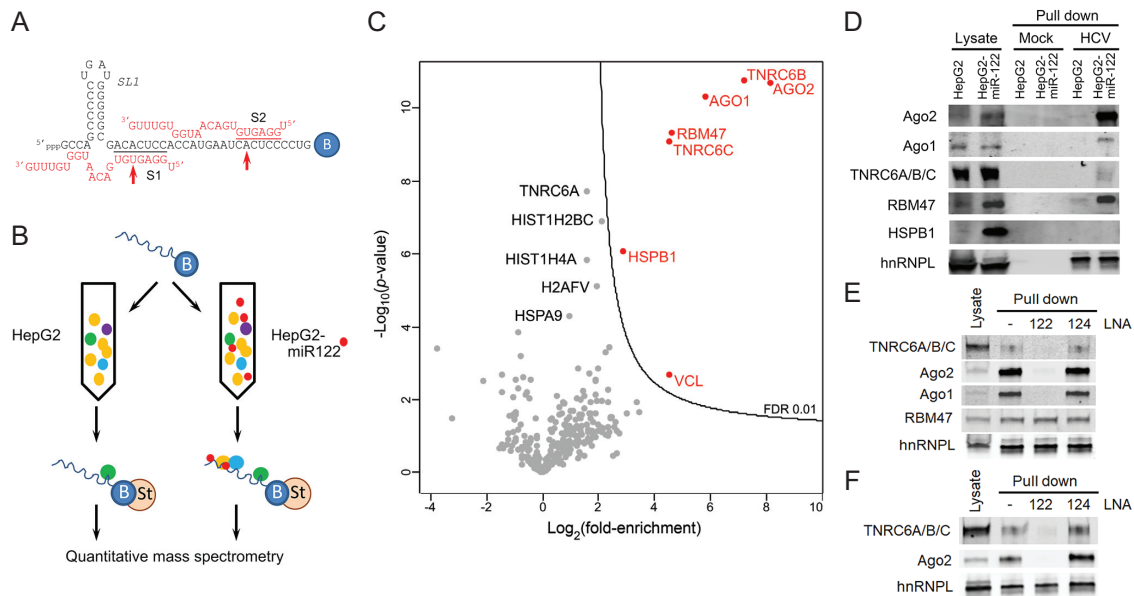 A
G
U
A
U
C
C
C
C
C
G
G
G
G
G
G
C
SL1
3'
GUUUGU
GGUA
ACAGU
GUGAGGU
5'
S2
5' pppGCCA
GACACUCCACCAUGAAUCACUCCCCUG
B
3'
GUUUGU
GGU
ACA
A
G
UGUGAGGU
5'
S1
B
B
HepG2
HepG2-
miR122
B
St
B
St
Quantitative mass spectrometry
C
-Log10(p-value)
10
8
6
4
2
0
TNRC6B
AGO2
AGO1
RBM47
TNRC6C
TNRC6A
HIST1H2BC
HSPB1
HIST1H4A
H2AFV
HSPA9
VCL
FDR 0.01
-4
-2
0
2
4
6
8
10
Log2(fold-enrichment)
D
Pull down
Lysate
Mock
HCV
HepG2
HepG2-
miR-122
HepG2
HepG2-
miR-122
HepG2
HepG2-
miR-122
Ago2
Ago1
TNRC6A/B/C
RBM47
HSPB1
hnRNPL
E
Lysate
Pull down
- 122 124 LNA
TNRC6A/B/C
Ago2
Ago1
RBM47
hnRNPL
F
Lysate
Pull down
- 122 124 LNA
TNRC6A/B/C
Ago2
hnRNPL